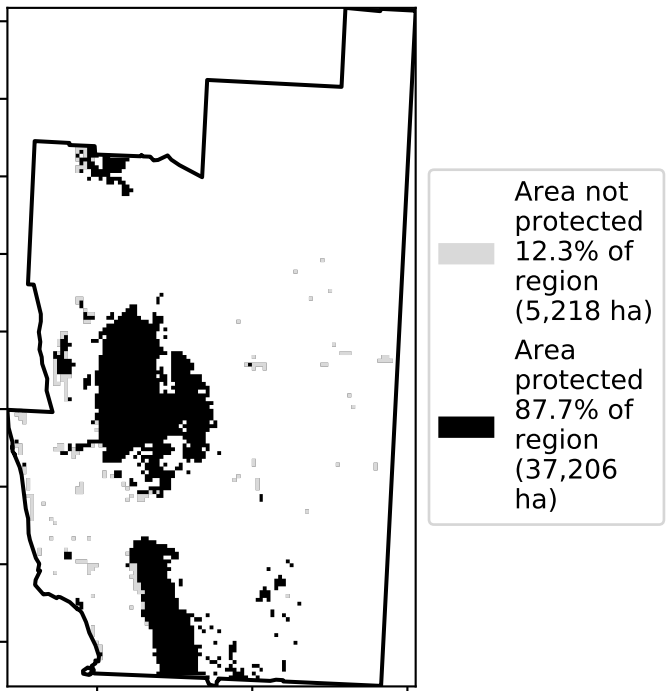 Area not
protected
12.3% of
region
(5,218 ha)
Area
protected
87.7% of
region
(37,206
ha)